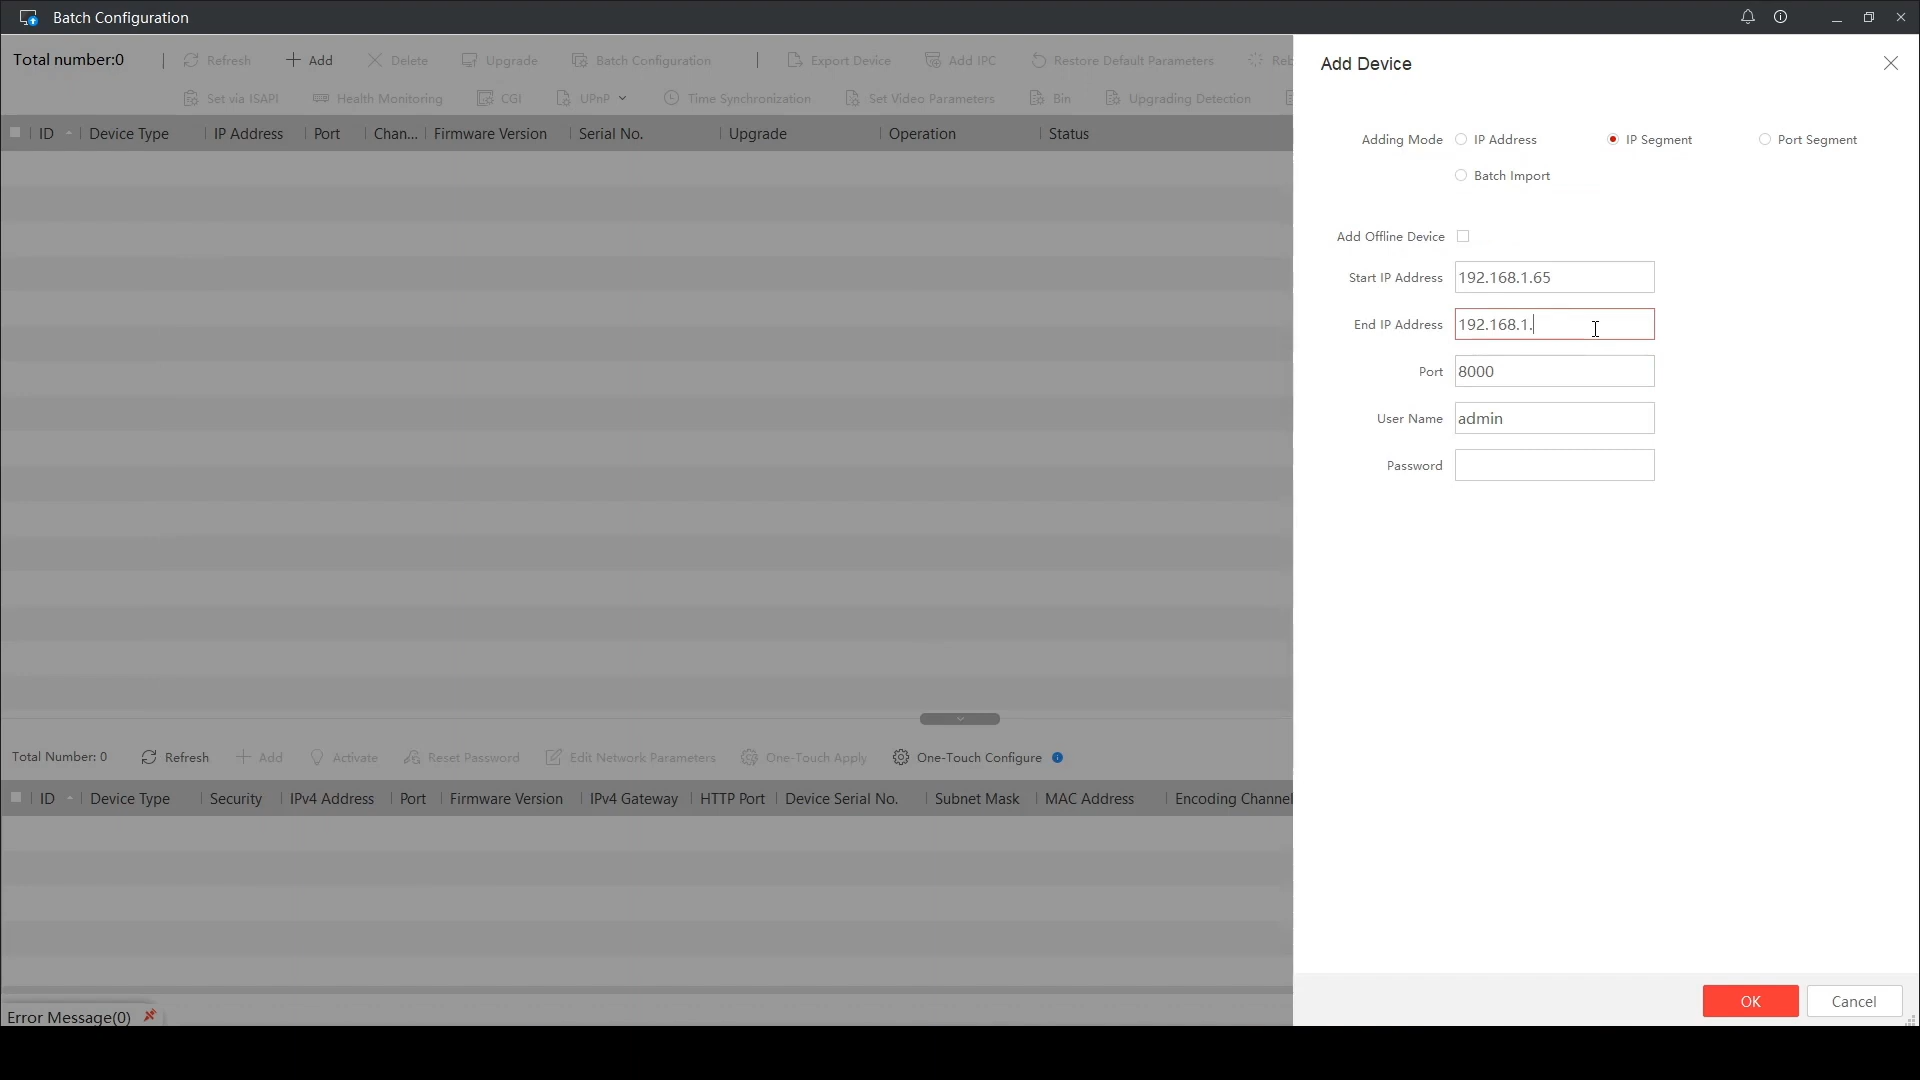 Batch Configuration
Total number:0 Refresh Add Delete Upgrade Batch Configuration Export Device Add IPC Restore Default Parameters
Set via ISAPI Health Monitoring CGI UPnP Time Synchronization Set Video Parameters Bin Upgrading Detection
ID Device Type IP Address Port Chan... Firmware Version Serial No. Upgrade Operation Status
Total Number: 0 Refresh Add Activate Reset Password Edit Network Parameters One-Touch Apply One-Touch Configure
ID Device Type Security IPv4 Address Port Firmware Version IPv4 Gateway HTTP Port Device Serial No. Subnet Mask MAC Address Encoding Channel
Error Message(0)
Add Device
Adding Mode IP Address IP Segment Port Segment
Batch Import
Add Offline Device
Start IP Address 192.168.1.65
End IP Address 192.168.1.
Port 8000
User Name admin
Password
OK Cancel